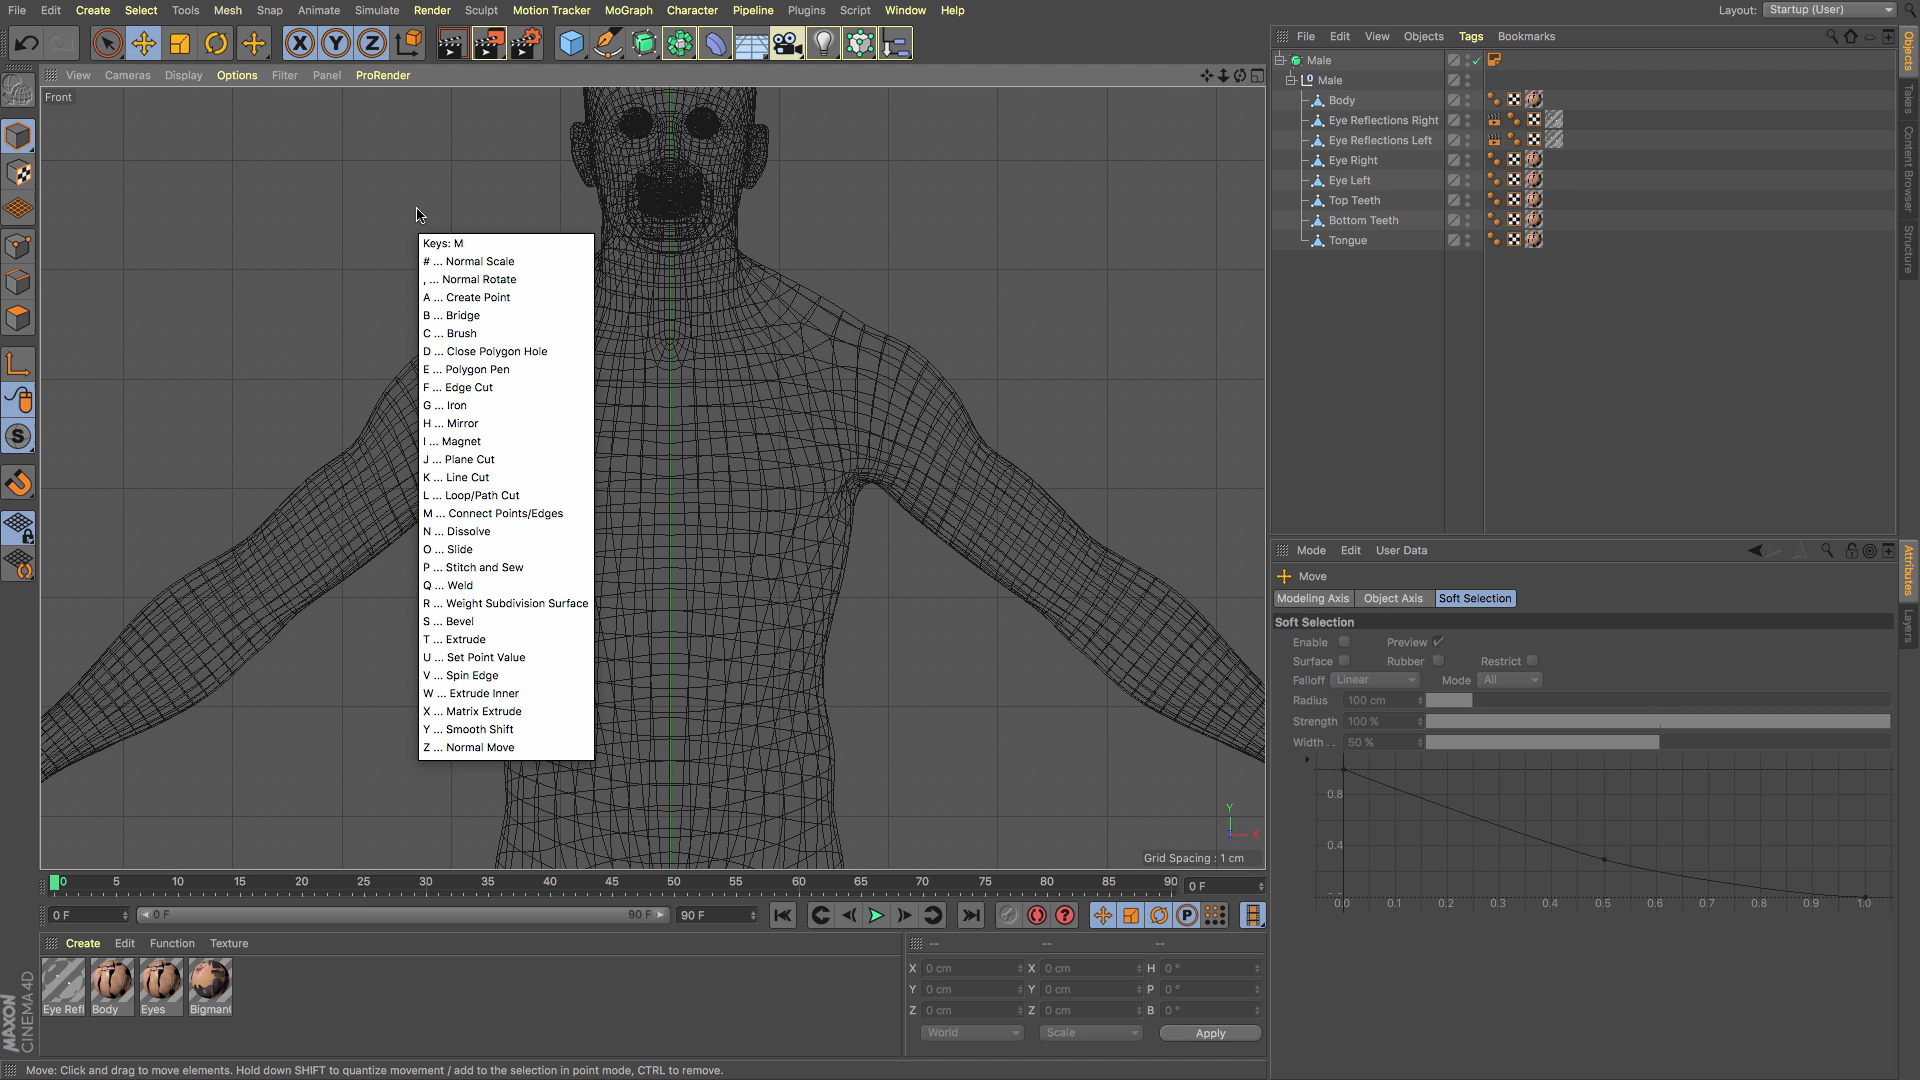 File Edit Create Select Tools Mesh Snap Animate Simulate Render Sculpt Motion Tracker MoGraph Character Pipeline Plugins Script Window Help
Layout: Startup (User)
X Y Z
File Edit View Objects Tags Bookmarks
Objects
Takes
Content Browser
Structure
View Cameras Display Options Filter Panel ProRender
Front
Male
Male
Body
Eye Reflections Right
Eye Reflections Left
Eye Right
Eye Left
Top Teeth
Bottom Teeth
Tongue
Keys: M
# ... Normal Scale
, ... Normal Rotate
A ... Create Point
B ... Bridge
C ... Brush
D ... Close Polygon Hole
E ... Polygon Pen
F ... Edge Cut
G ... Iron
H ... Mirror
I ... Magnet
J ... Plane Cut
K ... Line Cut
L ... Loop/Path Cut
M ... Connect Points/Edges
N ... Dissolve
O ... Slide
P ... Stitch and Sew
Q ... Weld
R ... Weight Subdivision Surface
S ... Bevel
T ... Extrude
U ... Set Point Value
V ... Spin Edge
W ... Extrude Inner
X ... Matrix Extrude
Y ... Smooth Shift
Z ... Normal Move
Y
X
Grid Spacing : 1 cm
Mode Edit User Data
Attributes
Layers
Move
Modeling Axis Object Axis Soft Selection
Soft Selection
Enable Preview
Surface Rubber Restrict
Falloff Linear Mode All
Radius 100 cm
Strength 100 %
Width . . 50 %
0.8
0.4
0.0 0.1 0.2 0.3 0.4 0.5 0.6 0.7 0.8 0.9 1.0
0 5 10 15 20 25 30 35 40 45 50 55 60 65 70 75 80 85 90 0 F
0 F 0 F 90 F 90 F
Create Edit Function Texture
-- -- --
Eye Refl Body Eyes Bigman
X 0 cm X 0 cm H 0 °
Y 0 cm Y 0 cm P 0 °
Z 0 cm Z 0 cm B 0 °
World Scale Apply
MAXON
CINEMA 4D
Move: Click and drag to move elements. Hold down SHIFT to quantize movement / add to the selection in point mode, CTRL to remove.